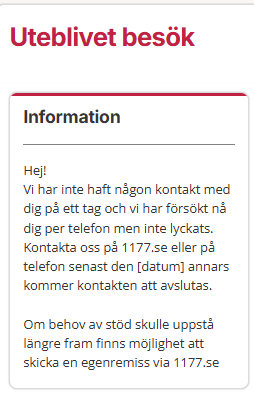 Uteblivet besök
Information
Hej!
Vi har inte haft någon kontakt med
dig på ett tag och vi har försökt nå
dig per telefon men inte lyckats.
Kontakta oss på 1177.se eller på
telefon senast den [datum] annars
kommer kontakten att avslutas.
Om behov av stöd skulle uppstå
längre fram finns möjlighet att
skicka en egenremiss via 1177.se